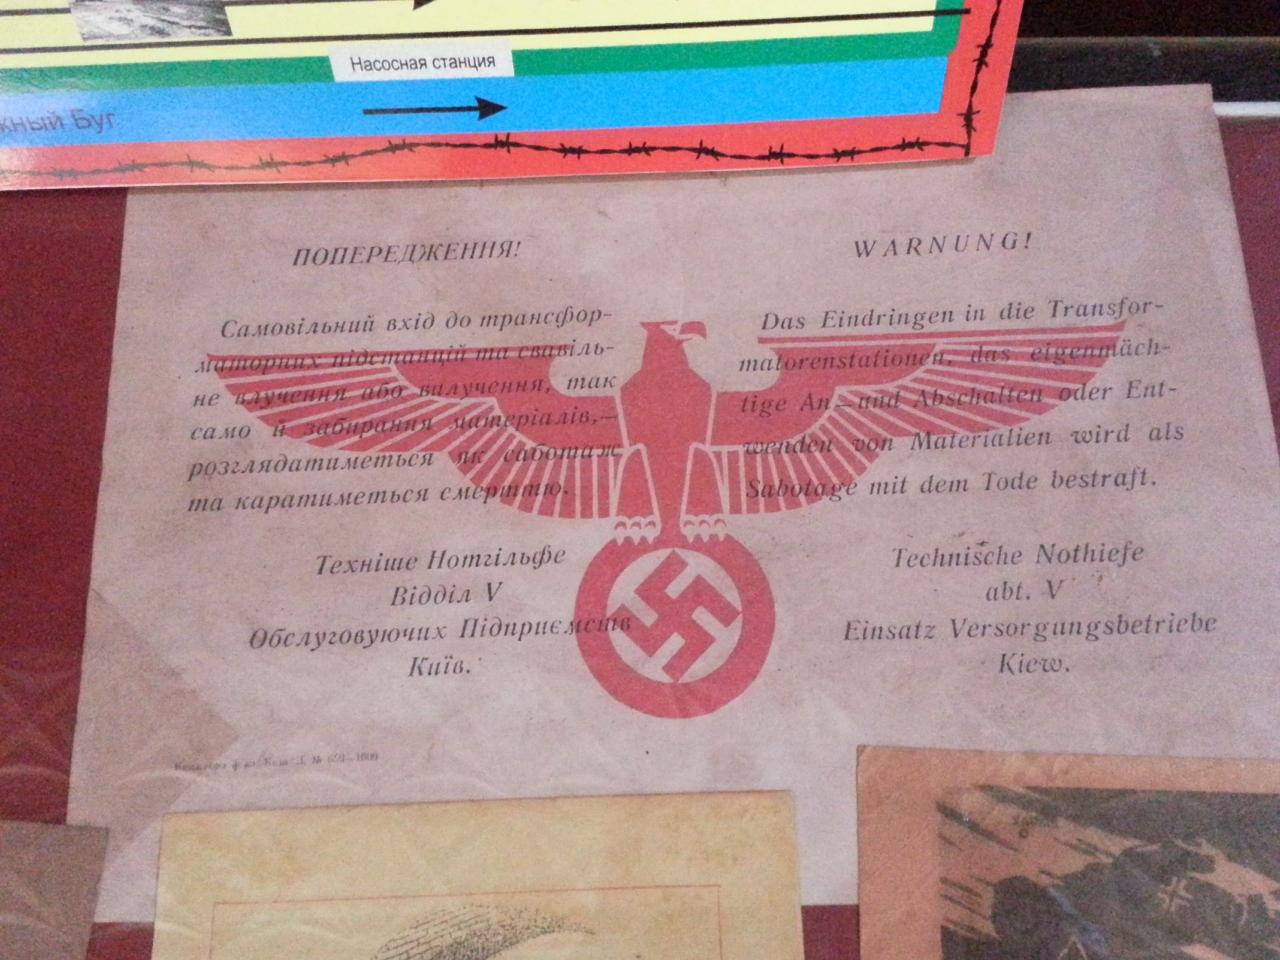 Насосная станция
жный Буг
ПОПЕРЕДЖЕННЯ!
Самовільний вхід до трансфор-
маторних підстанцій та сваіль-
не влучення або вилучення, так
само й забирання матеріалів,—
розглядатиметься як саботаж
та каратиметься смерттю.
Техніше Нотгільфе
Відділ V
Обслуговуючих Підприємств
Київ.
WARNUNG!
Das Eindringen in die Transfor-
matorenstationen, das eigenmäch-
tige An—und Abschalten oder Ent-
wenden von Materialien wird als
Sabotage mit dem Tode bestraft.
Technische Nothiefe
abt. V
Einsatz Versorgungsbetriebe
Kiew.